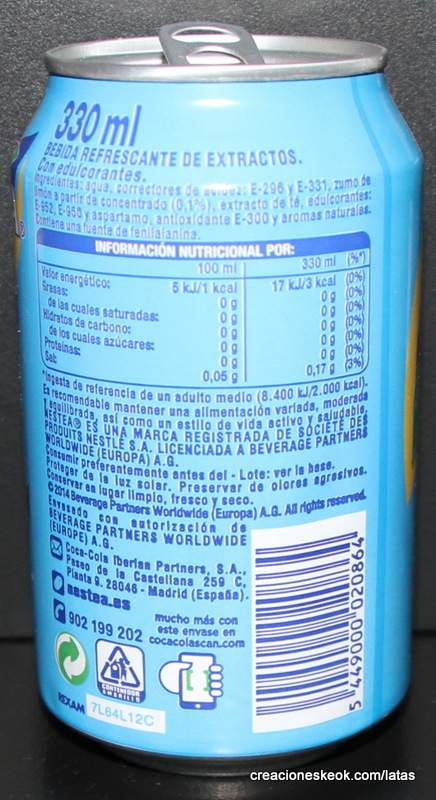 330 ml
BEBIDA REFRESCANTE DE EXTRACTOS.
Con edulcorantes.
Ingredientes: agua, correctores de acidez: E-296 y E-331, zumo de
limón a partir de concentrado (0,1%), extracto de té, edulcorantes:
E-952, E-950 y aspartamo, antioxidante E-300 y aromas naturales.
Contiene una fuente de fenilalanina.
INFORMACIÓN NUTRICIONAL POR:
100 ml 330 ml (%*)
Valor energético: 5 kJ/1 kcal 17 kJ/3 kcal (0%)
Grasas: 0 g 0 g (0%)
de las cuales saturadas: 0 g 0 g (0%)
Hidratos de carbono: 0 g 0 g (0%)
de los cuales azúcares: 0 g 0 g (0%)
Proteínas: 0 g 0 g (0%)
Sal: 0,05 g 0,17 g (3%)
*Ingesta de referencia de un adulto medio (8.400 kJ/2.000 kcal).
Es recomendable mantener una alimentación variada, moderada
y equilibrada, así como un estilo de vida activo y saludable.
NESTEA® ES UNA MARCA REGISTRADA DE SOCIÉTÉ DES
PRODUITS NESTLÉ S.A. LICENCIADA A BEVERAGE PARTNERS
WORLDWIDE (EUROPA) A.G.
Consumir preferentemente antes del - Lote: ver la base.
Proteger de la luz solar. Preservar de olores agresivos.
Conservar en lugar limpio, fresco y seco.
© 2014 Beverage Partners Worldwide (Europa) A.G. All rights reserved.
Envasado con autorización de
BEVERAGE PARTNERS WORLDWIDE
(EUROPE) A.G.
Coca-Cola Iberian Partners, S.A.,
Paseo de la Castellana 259 C,
Planta 9. 28046 - Madrid (España).
nestea.es
902 199 202
mucho más con
este envase en
cocacolascan.com
CONTENEDOR
AMARILLO
REXAM
7L84L12C
5 449000 020864
creacioneskeok.com/latas